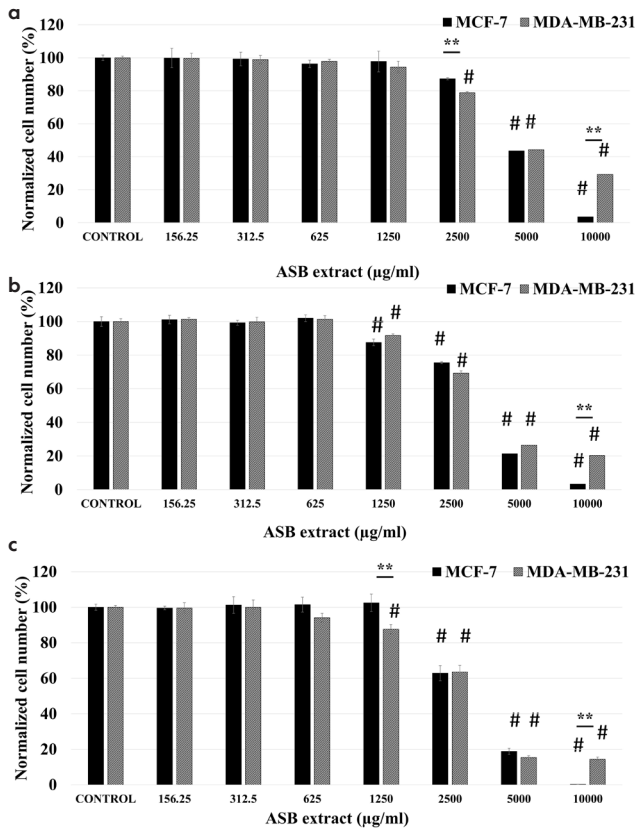 a
MCF-7 MDA-MB-231
Normalized cell number (%)
120
100
80
60
40
20
0
** #
# #
** # #
CONTROL 156.25 312.5 625 1250 2500 5000 10000
ASB extract (µg/ml)
b
MCF-7 MDA-MB-231
Normalized cell number (%)
120
100
80
60
40
20
0
# #
# #
# #
** # #
CONTROL 156.25 312.5 625 1250 2500 5000 10000
ASB extract (µg/ml)
c
MCF-7 MDA-MB-231
Normalized cell number (%)
120
100
80
60
40
20
0
** #
# #
# #
** # #
CONTROL 156.25 312.5 625 1250 2500 5000 10000
ASB extract (µg/ml)